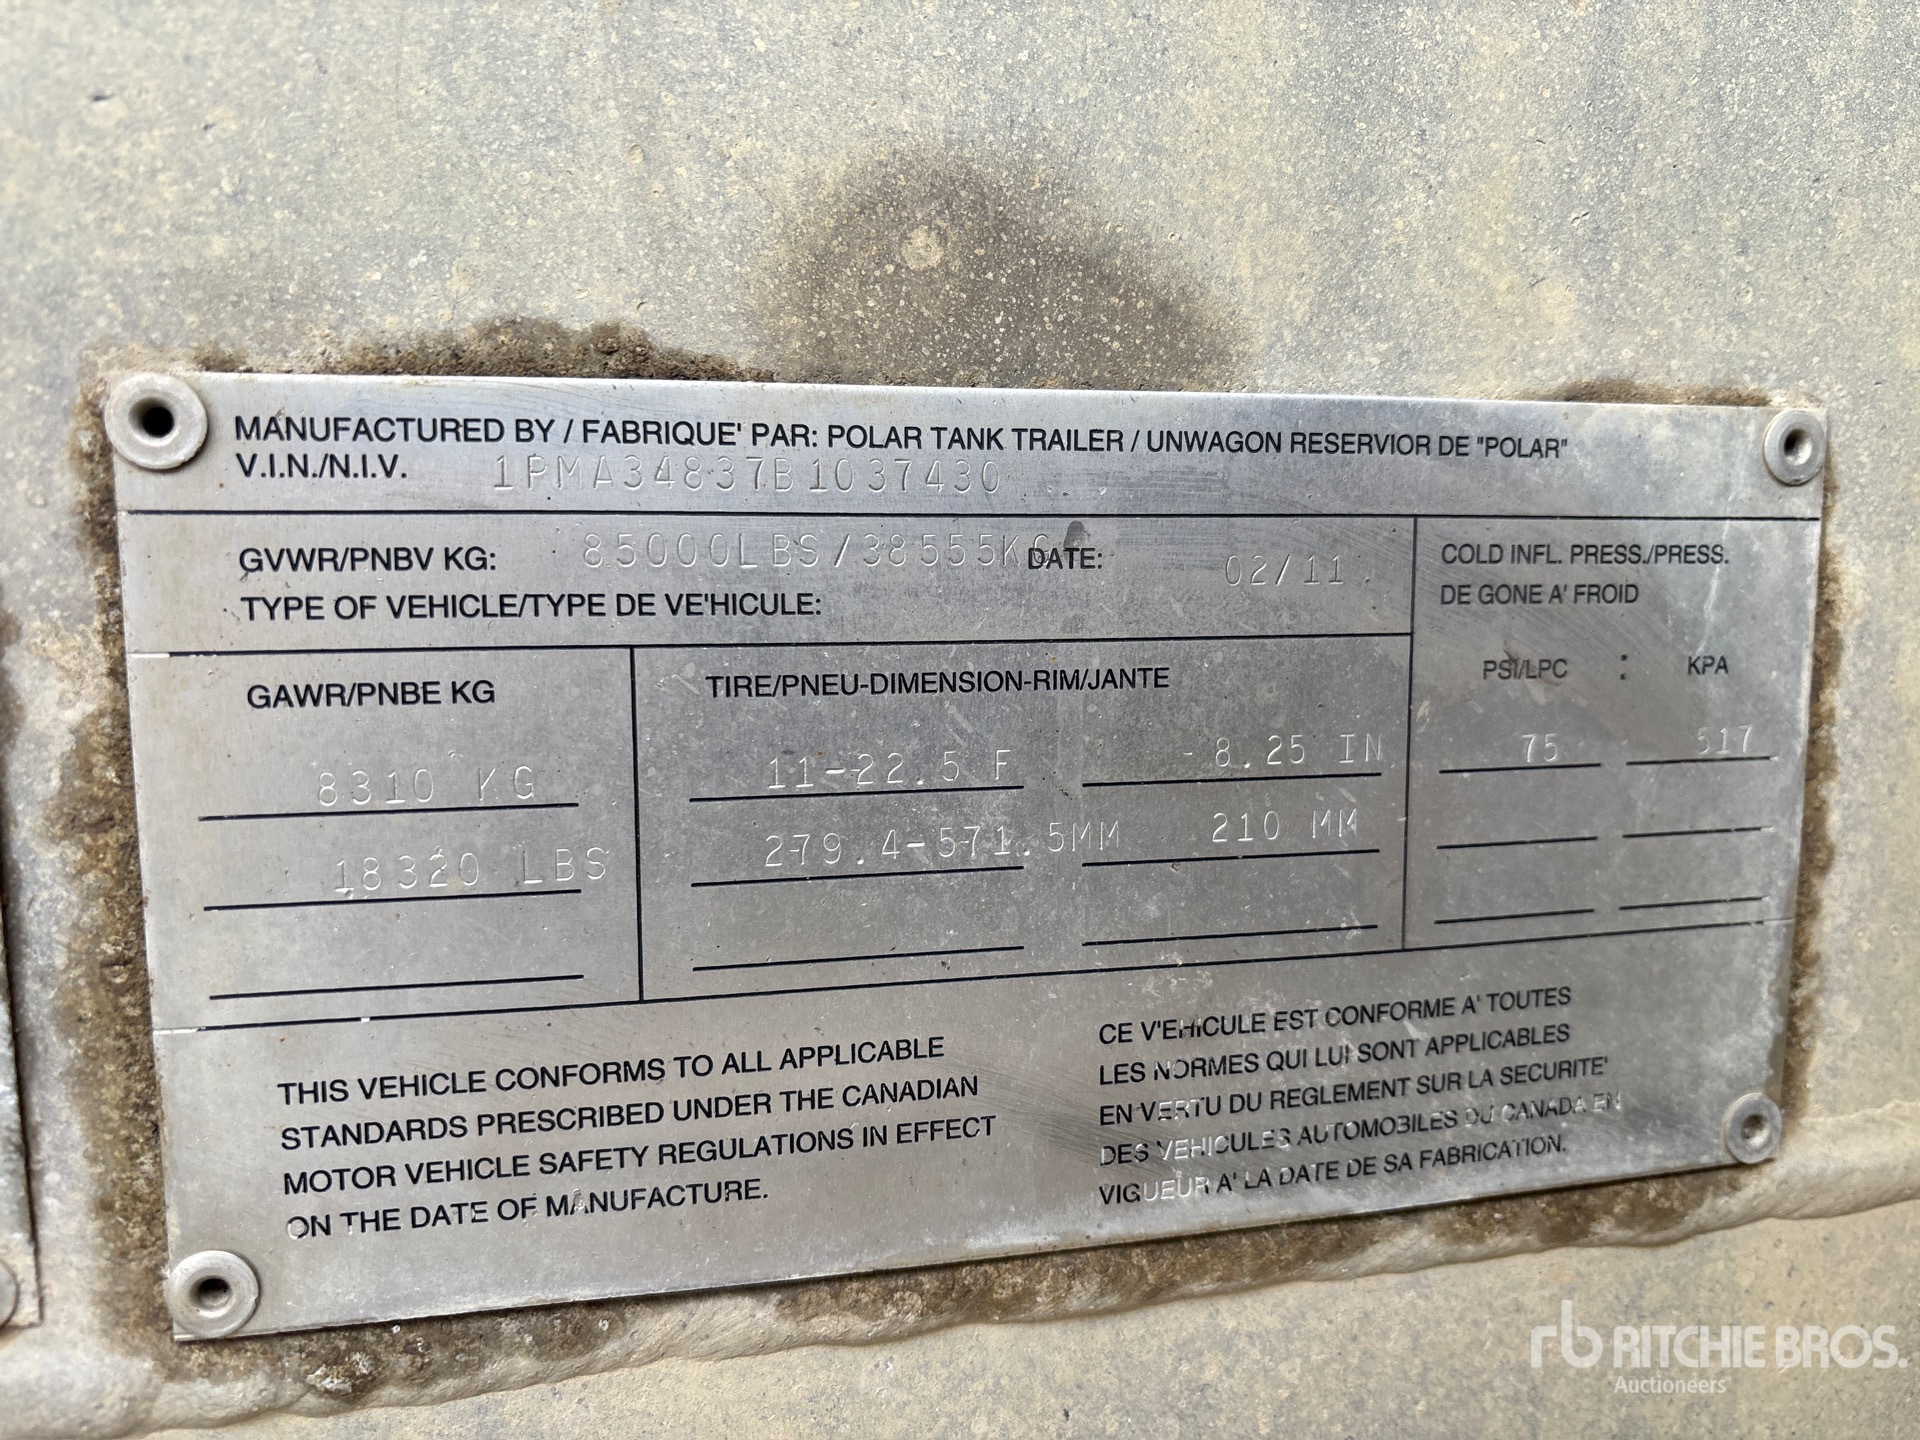 MANUFACTURED BY / FABRIQUE' PAR: POLAR TANK TRAILER / UNWAGON RESERVIOR DE "POLAR"
V.I.N./N.I.V. 1PMA34837B1037430
GVWR/PNBV KG: 85000LBS/38555KG DATE: 02/11
TYPE OF VEHICLE/TYPE DE VE'HICULE:
COLD INFL. PRESS./PRESS.
DE GONE A' FROID
PSI/LPC : KPA
75 517
GAWR/PNBE KG
8310 KG
18320 LBS
TIRE/PNEU-DIMENSION-RIM/JANTE
11-22.5 F - 8.25 IN
279.4-571.5MM 210 MM
THIS VEHICLE CONFORMS TO ALL APPLICABLE
STANDARDS PRESCRIBED UNDER THE CANADIAN
MOTOR VEHICLE SAFETY REGULATIONS IN EFFECT
ON THE DATE OF MANUFACTURE.
CE V'EHICULE EST CONFORME A' TOUTES
LES NORMES QUI LUI SONT APPLICABLES
EN VERTU DU REGLEMENT SUR LA SECURITE'
DES VEHICULES AUTOMOBILES DU CANADA EN
VIGUEUR A' LA DATE DE SA FABRICATION.
rb RITCHIE BROS.
Auctioneers